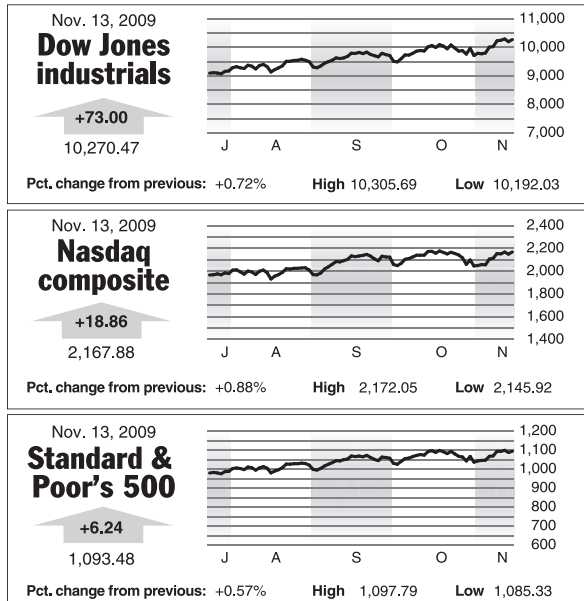 Nov. 13, 2009
Dow Jones
industrials
+73.00
10,270.47
11,000
10,000
9,000
8,000
7,000
J A S O N
Pct. change from previous: +0.72% High 10,305.69 Low 10,192.03
Nov. 13, 2009
Nasdaq
composite
+18.86
2,167.88
2,400
2,200
2,000
1,800
1,600
1,400
J A S O N
Pct. change from previous: +0.88% High 2,172.05 Low 2,145.92
Nov. 13, 2009
Standard &
Poor's 500
+6.24
1,093.48
1,200
1,100
1,000
900
800
700
600
J A S O N
Pct. change from previous: +0.57% High 1,097.79 Low 1,085.33